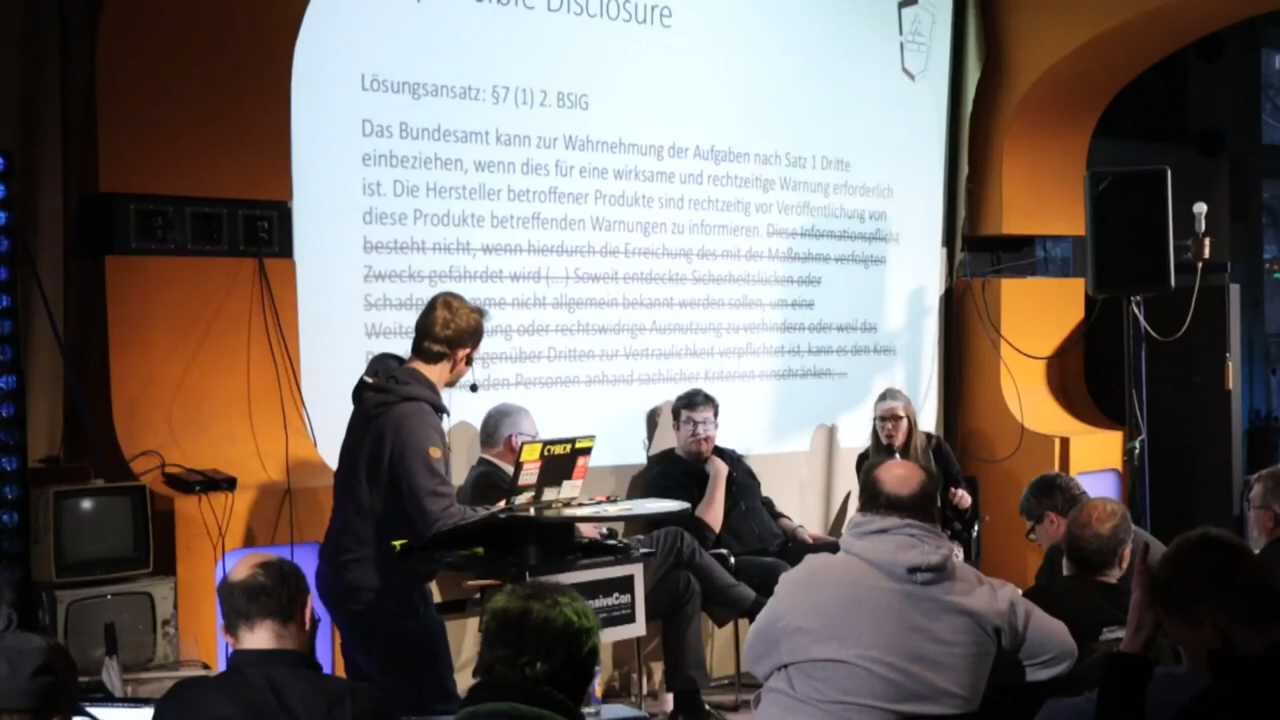 Disclosure
Lösungsansatz: §7 (1) 2. BSIG
Das Bundesamt kann zur Wahrnehmung der Aufgaben nach Satz 1 Dritte
einbeziehen, wenn dies für eine wirksame und rechtzeitige Warnung erforderlich
ist. Die Hersteller betroffener Produkte sind rechtzeitig vor Veröffentlichung von
diese Produkte betreffenden Warnungen zu informieren. Diese Informationspflicht
besteht nicht, wenn hierdurch die Erreichung des mit der Maßnahme verfolgten
Zwecks gefährdet wird (...) Soweit entdeckte Sicherheitslücken oder
nicht allgemein bekannt werden sollen, um eine
oder rechtswidrige Ausnutzung zu verhindern oder weil das
gegenüber Dritten zur Vertraulichkeit verpflichtet ist, kann es den Kreis
Personen anhand sachlicher Kriterien einschränken; ...
CYBER